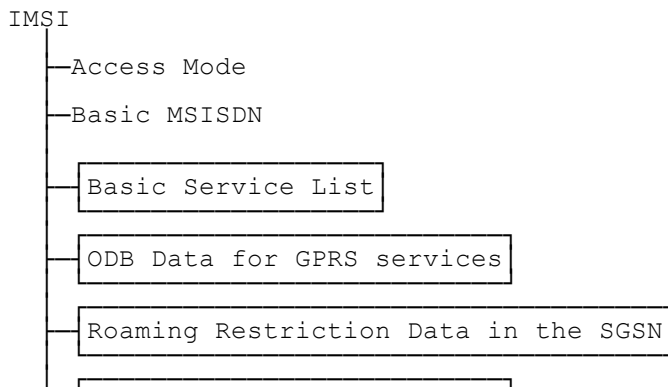 IMSI
Access Mode
Basic MSISDN
Basic Service List
ODB Data for GPRS services
Roaming Restriction Data in the SGSN